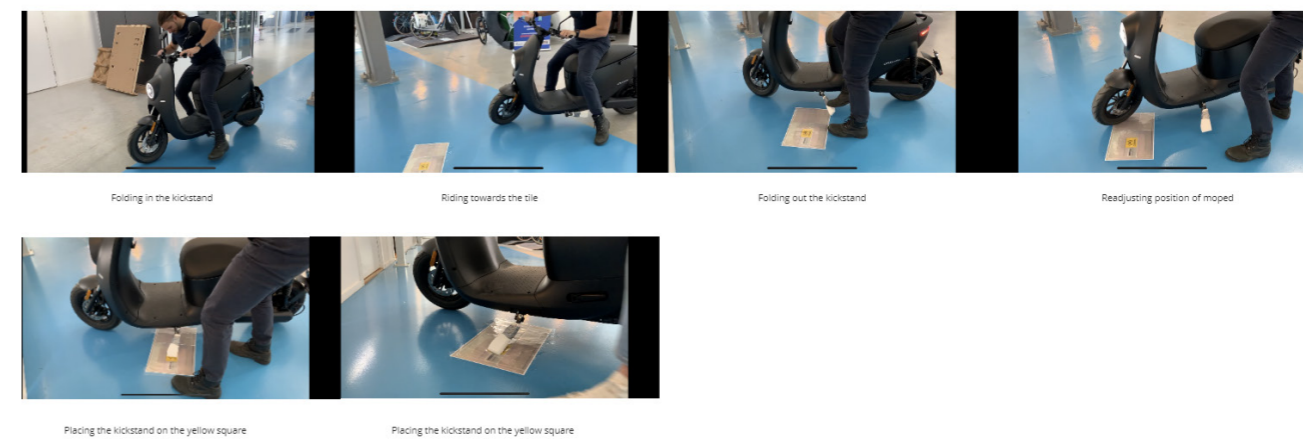 Folding in the kickstand
Riding towards the tile
Folding out the kickstand
Readjusting position of moped
Placing the kickstand on the yellow square
Placing the kickstand on the yellow square